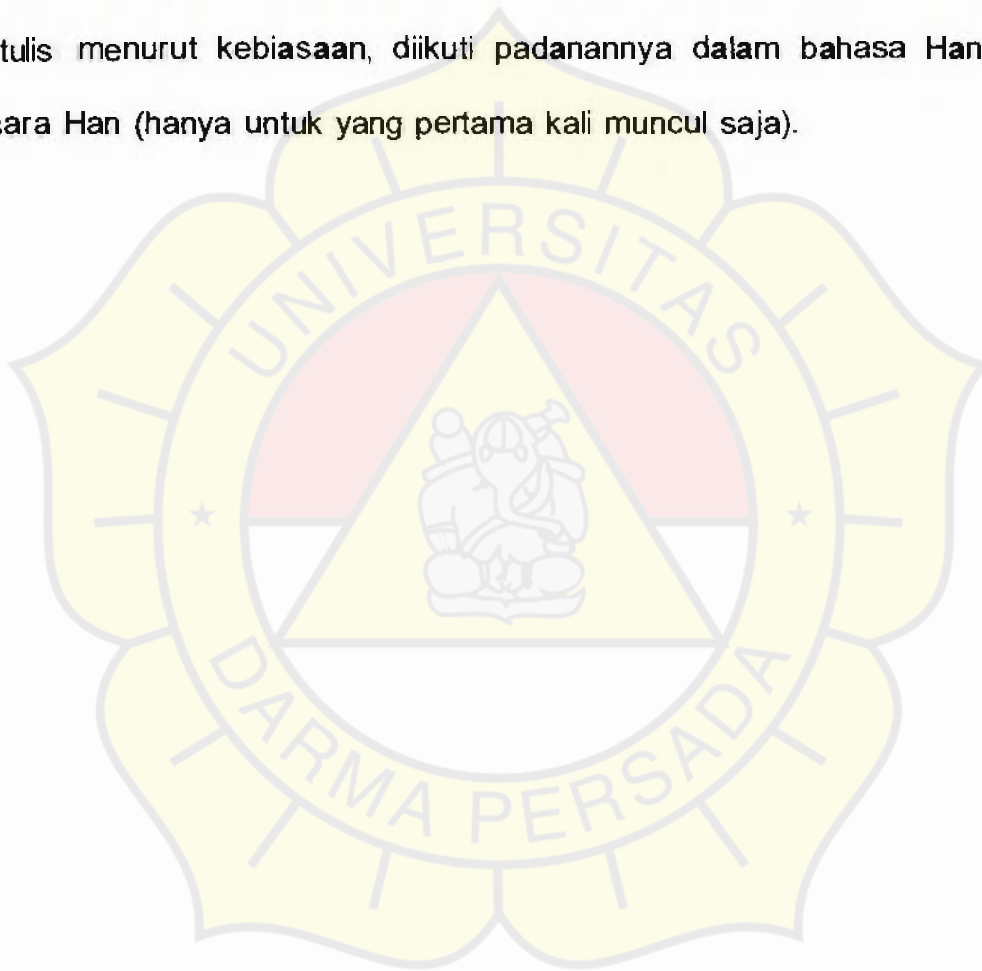 tulis menurut kebiasaan, diikuti padanannya dalam bahasa Han
ara Han (hanya untuk yang pertama kali muncul saja).
UNIVERSITAS
DARMA PERSADA